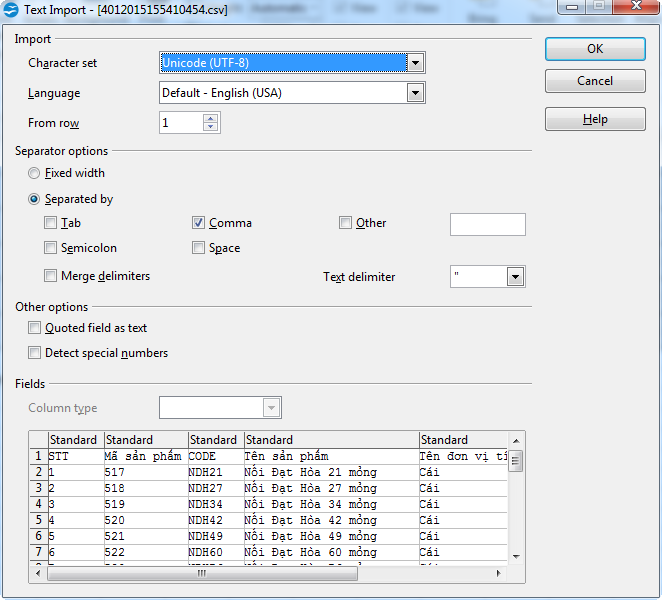 Text Import - [4012015155410454.csv]
Import
Character set Unicode (UTF-8)
Language Default - English (USA)
From row 1
OK
Cancel
Help
Separator options
Fixed width
Separated by
Tab Comma Other
Semicolon Space
Merge delimiters Text delimiter "
Other options
Quoted field as text
Detect special numbers
Fields
Column type
Standard Standard Standard Standard Standard
1 STT Mã sản phẩm CODE Tên sản phẩm Tên đơn vị tí
2 1 517 NDH21 Nối Đạt Hòa 21 mỏng Cái
3 2 518 NDH27 Nối Đạt Hòa 27 mỏng Cái
4 3 519 NDH34 Nối Đạt Hòa 34 mỏng Cái
5 4 520 NDH42 Nối Đạt Hòa 42 mỏng Cái
6 5 521 NDH49 Nối Đạt Hòa 49 mỏng Cái
7 6 522 NDH60 Nối Đạt Hòa 60 mỏng Cái